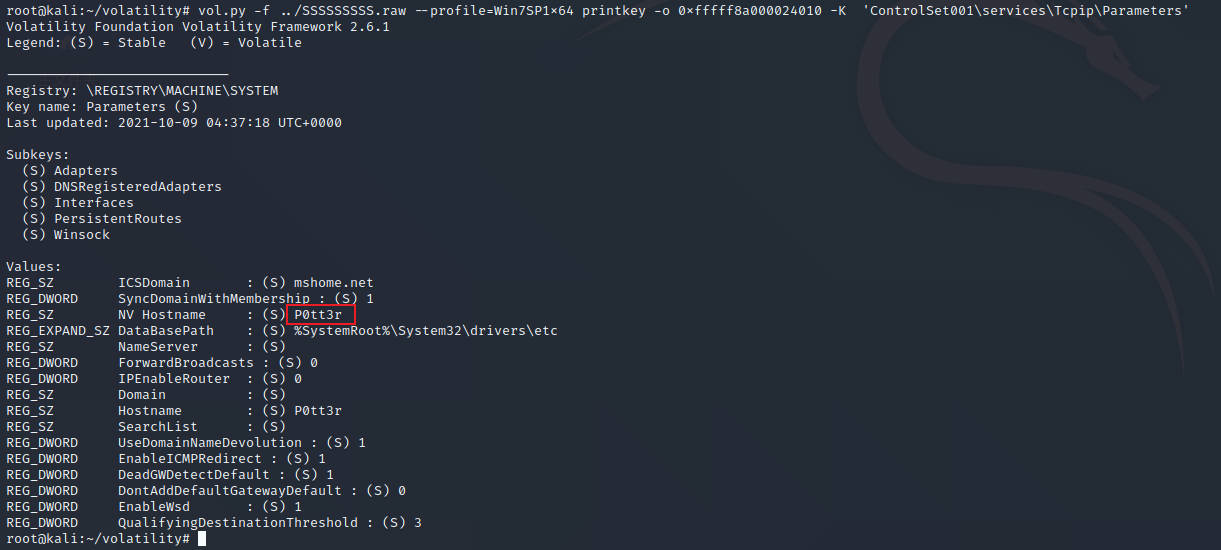 root@kali:~/volatility# vol.py -f ../SSSSSSSSS.raw --profile=Win7SP1×64 printkey -o 0×fffff8a000024010 -K  'ControlSet001\services\Tcpip\Parameters'
Volatility Foundation Volatility Framework 2.6.1
Legend: (S) = Stable   (V) = Volatile
----------------------------
Registry: \REGISTRY\MACHINE\SYSTEM
Key name: Parameters (S)
Last updated: 2021-10-09 04:37:18 UTC+0000
Subkeys:
  (S) Adapters
  (S) DNSRegisteredAdapters
  (S) Interfaces
  (S) PersistentRoutes
  (S) Winsock
Values:
REG_SZ        ICSDomain       : (S) mshome.net
REG_DWORD     SyncDomainWithMembership : (S) 1
REG_SZ        NV Hostname     : (S) P0tt3r
REG_EXPAND_SZ DataBasePath    : (S) %SystemRoot%\System32\drivers\etc
REG_SZ        NameServer      : (S)
REG_DWORD     ForwardBroadcasts : (S) 0
REG_DWORD     IPEnableRouter  : (S) 0
REG_SZ        Domain          : (S)
REG_SZ        Hostname        : (S) P0tt3r
REG_SZ        SearchList      : (S)
REG_DWORD     UseDomainNameDevolution : (S) 1
REG_DWORD     EnableICMPRedirect : (S) 1
REG_DWORD     DeadGWDetectDefault : (S) 1
REG_DWORD     DontAddDefaultGatewayDefault : (S) 0
REG_DWORD     EnableWsd       : (S) 1
REG_DWORD     QualifyingDestinationThreshold : (S) 3
root@kali:~/volatility#